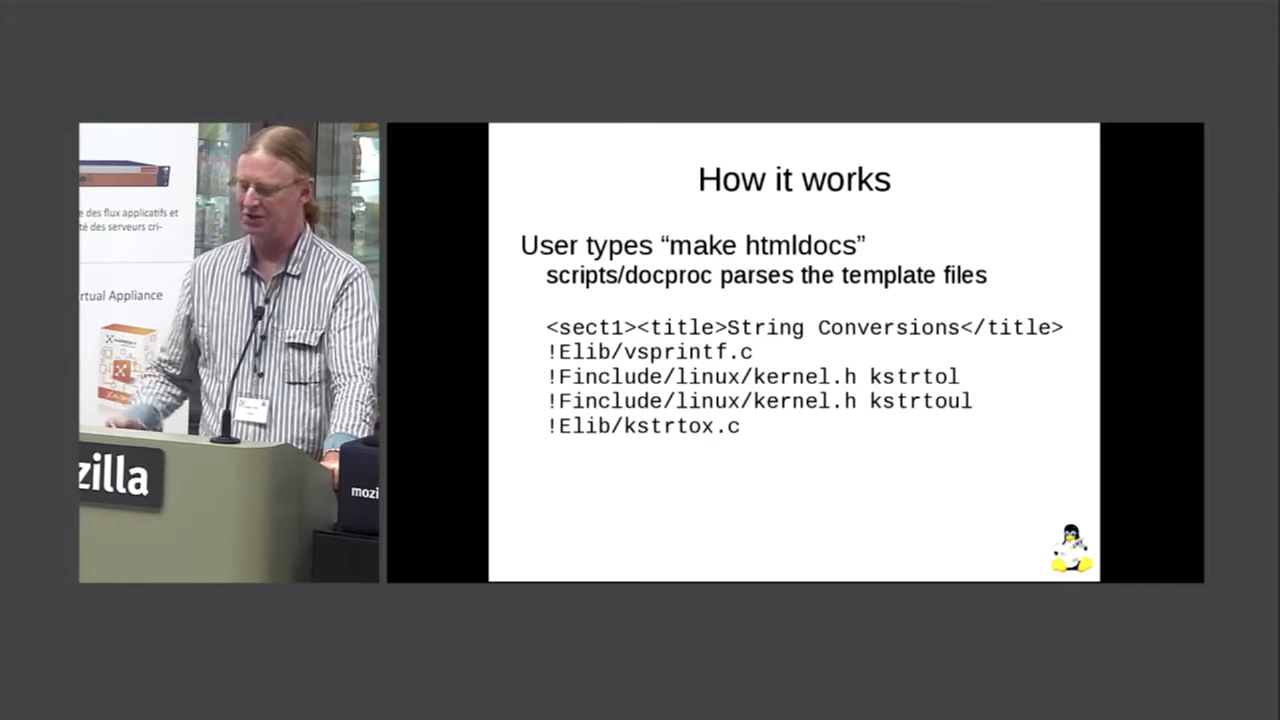 e des flux applicatifs et
té des serveurs cri-
rtual Appliance
zilla
mozi
How it works
User types “make htmldocs”
scripts/docproc parses the template files
<sect1><title>String Conversions</title>
!Elib/vsprintf.c
!Finclude/linux/kernel.h kstrtol
!Finclude/linux/kernel.h kstrtoul
!Elib/kstrtox.c